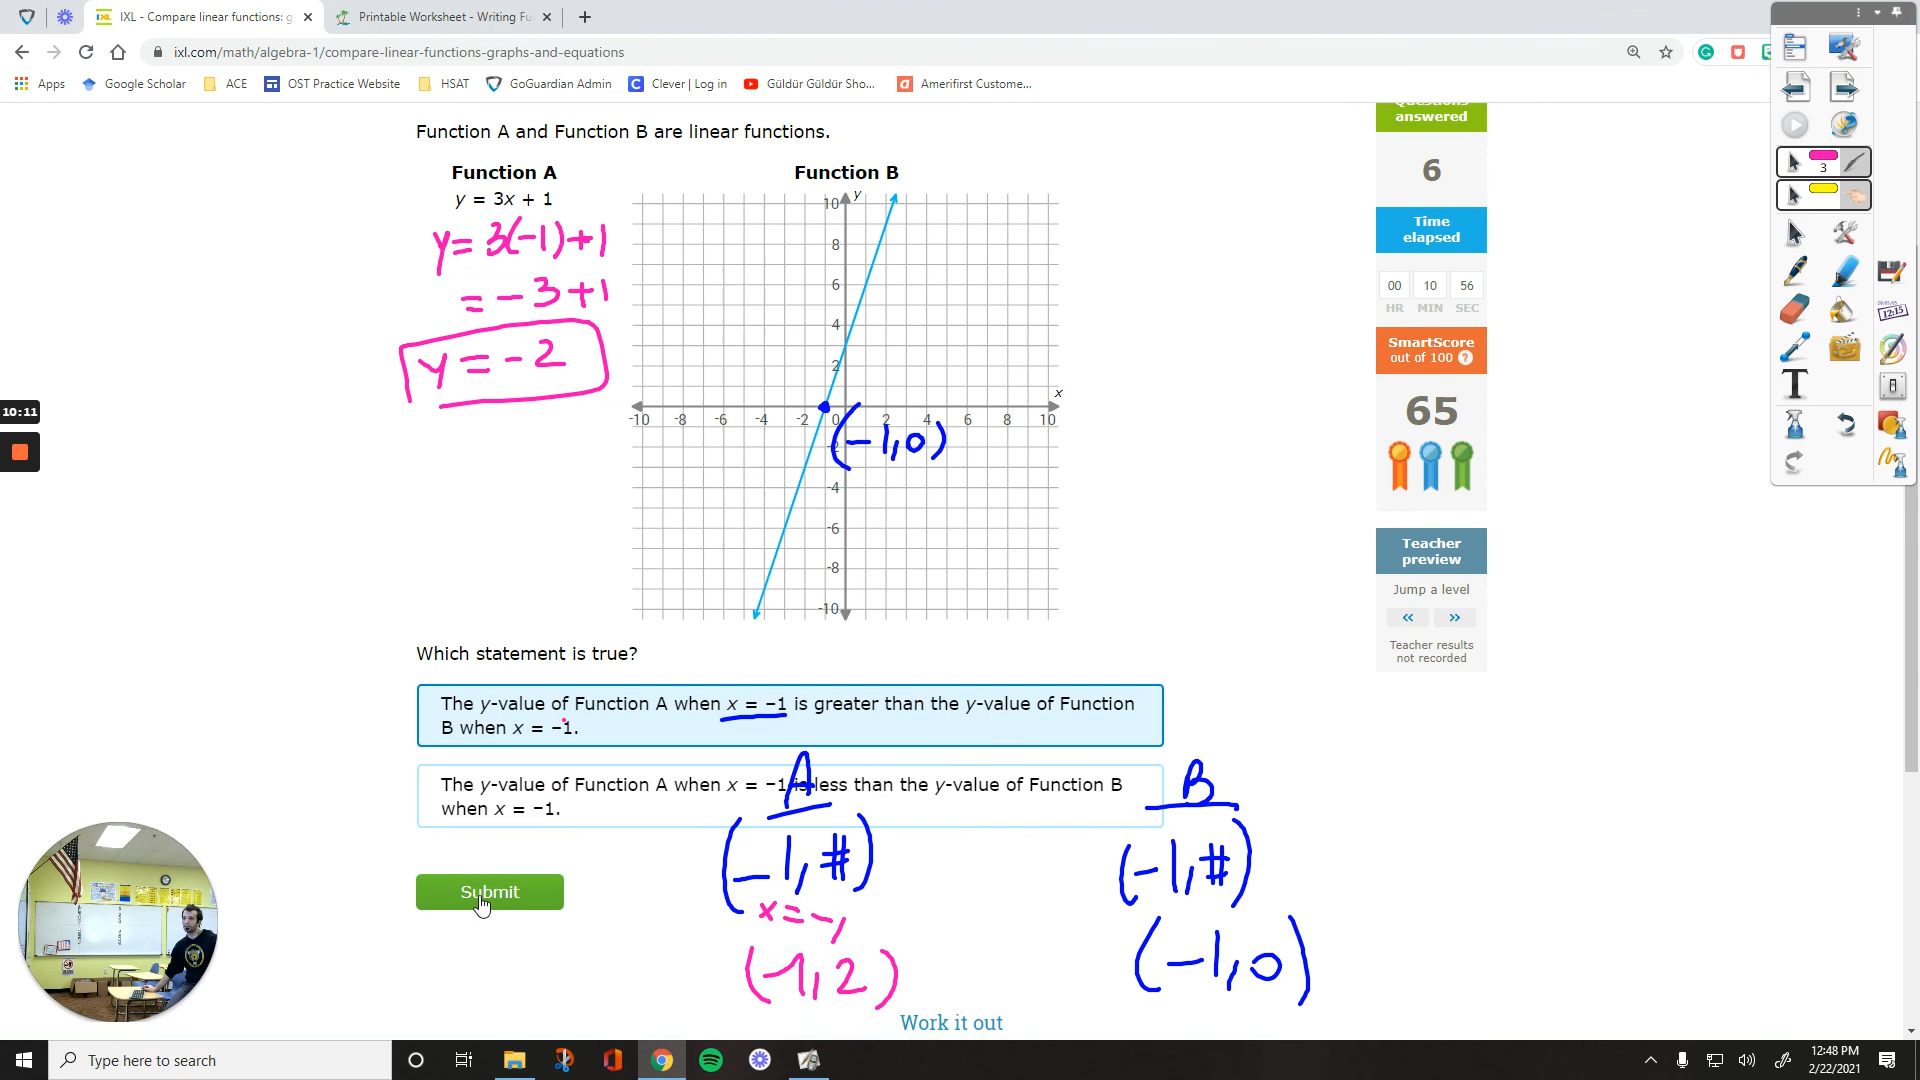 IXL - Compare linear functions: g
Printable Worksheet - Writing Fu
ixl.com/math/algebra-1/compare-linear-functions-graphs-and-equations
Apps
Google Scholar
ACE
OST Practice Website
HSAT
GoGuardian Admin
Clever | Log in
Güldür Güldür Sho...
Amerifirst Custome...
Function A and Function B are linear functions.
Function A
y = 3x + 1
y = 3(-1)+1
= -3+1
y = -2
Function B
y
10
8
6
4
2
x
-10 -8 -6 -4 -2 0 2 4 6 8 10
-2
(-1,0)
-4
-6
-8
-10
Which statement is true?
The y-value of Function A when x = −1 is greater than the y-value of Function
B when x = −1.
The y-value of Function A when x = −1 is less than the y-value of Function B
when x = −1.
A
(-1,#)
x = -1
(-1,2)
B
(-1,#)
(-1,0)
Submit
Work it out
Questions
answered
6
Time
elapsed
00 10 56
HR MIN SEC
SmartScore
out of 100 ?
65
Teacher
preview
Jump a level
« »
Teacher results
not recorded
3
12:15
T
10:11
Type here to search
12:48 PM
2/22/2021